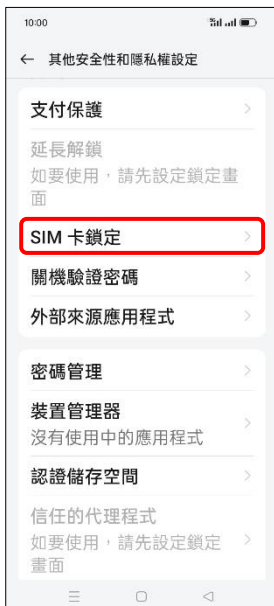 10:00
← 其他安全性和隱私權設定
支付保護
延長解鎖
如要使用，請先設定鎖定畫
面
SIM 卡鎖定
關機驗證密碼
外部來源應用程式
密碼管理
裝置管理器
沒有使用中的應用程式
認證儲存空間
信任的代理程式
如要使用，請先設定鎖定
畫面